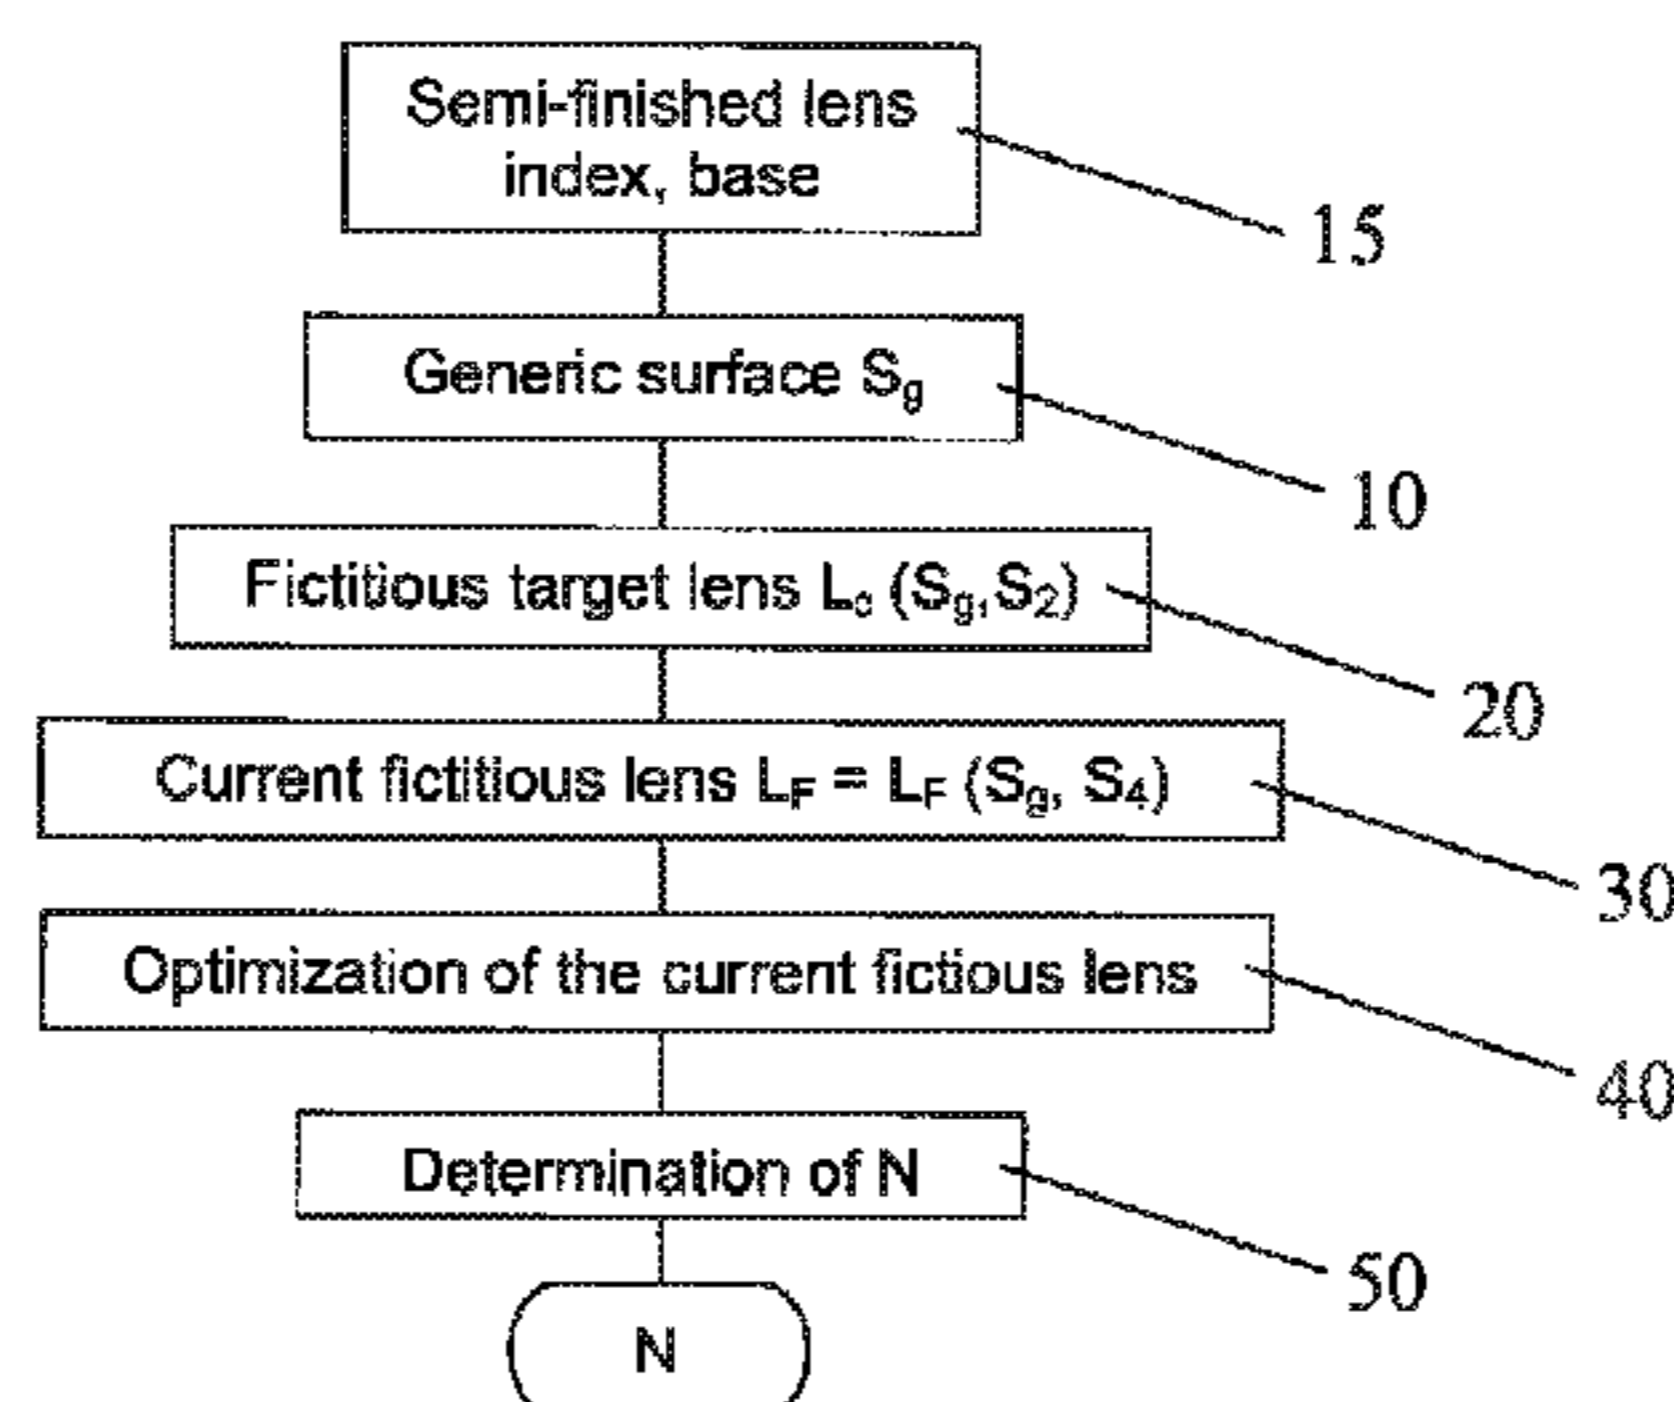 Semi-finished lens
index, base
15
Generic surface Sg
10
Fictitious target lens Lc (Sg,S2)
20
Current fictitious lens LF = LF (Sg, S4)
30
Optimization of the current fictious lens
40
Determination of N
50
N